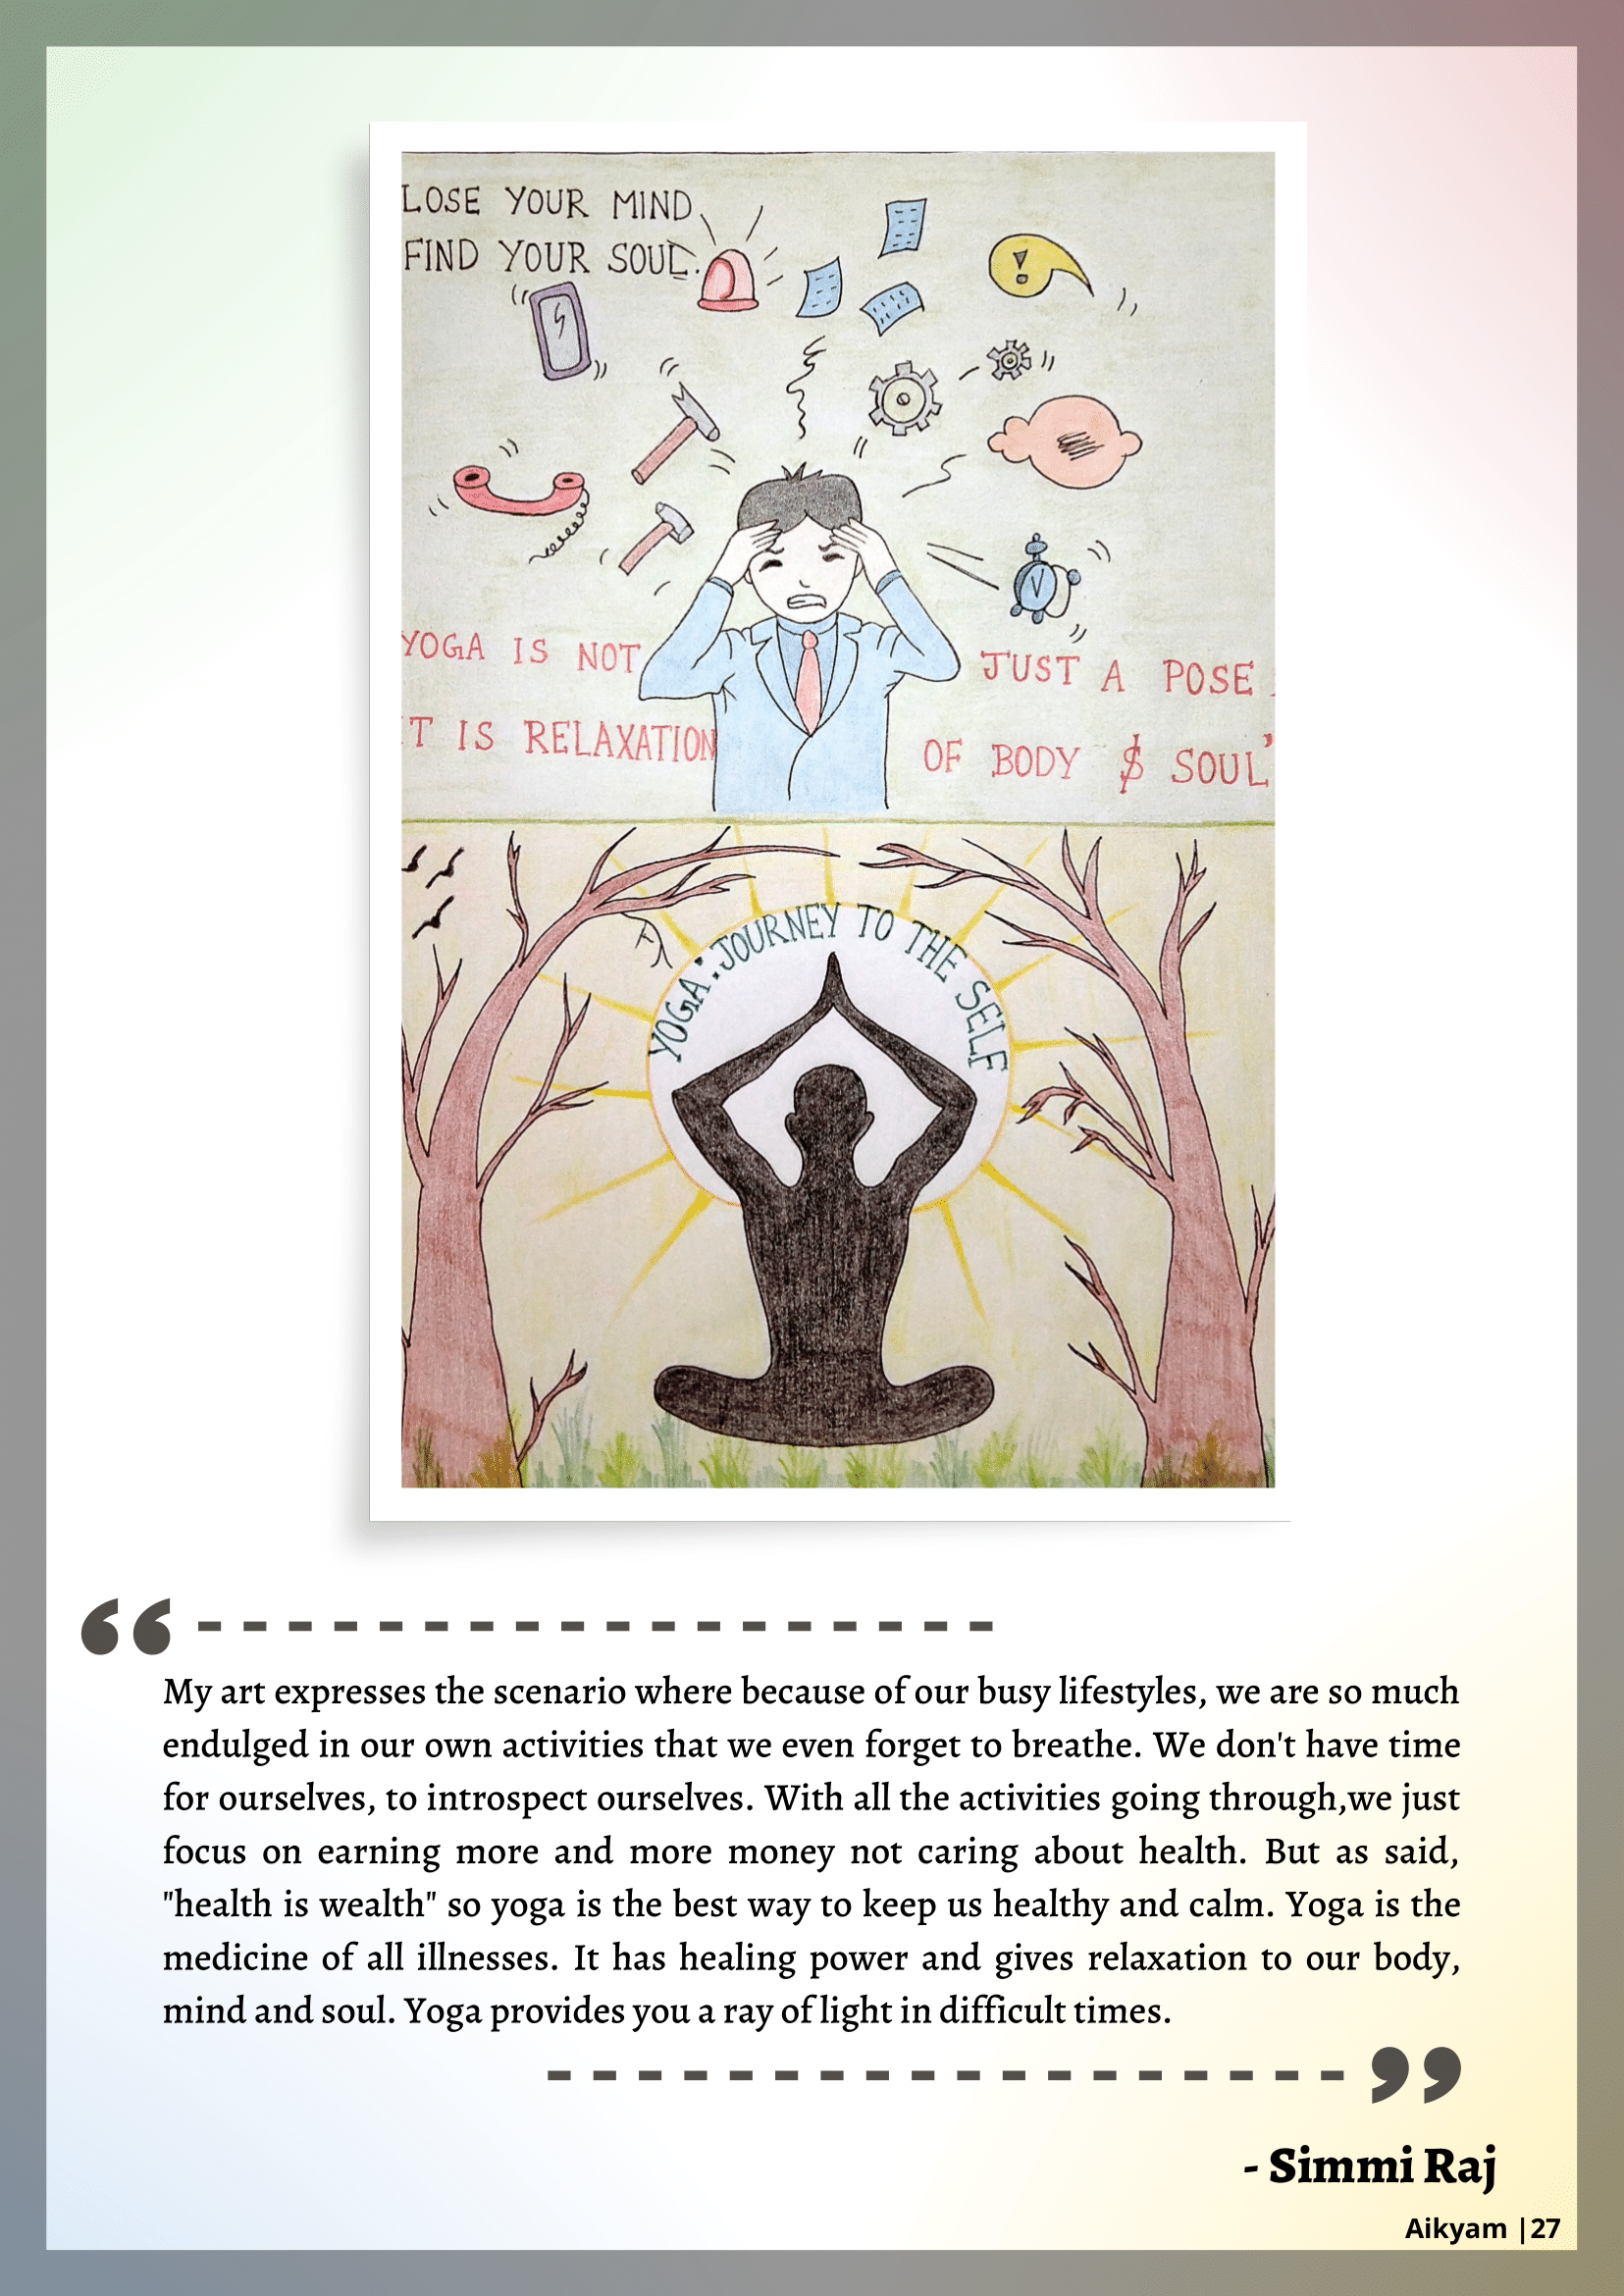 LOSE YOUR MIND
FIND YOUR SOUL.
YOGA IS NOT JUST A POSE
IT IS RELAXATION OF BODY & SOUL"
YOGA: JOURNEY TO THE SELF
My art expresses the scenario where because of our busy lifestyles, we are so much
endulged in our own activities that we even forget to breathe. We don't have time
for ourselves, to introspect ourselves. With all the activities going through,we just
focus on earning more and more money not caring about health. But as said,
"health is wealth" so yoga is the best way to keep us healthy and calm. Yoga is the
medicine of all illnesses. It has healing power and gives relaxation to our body,
mind and soul. Yoga provides you a ray of light in difficult times.
- Simmi Raj
Aikyam |27